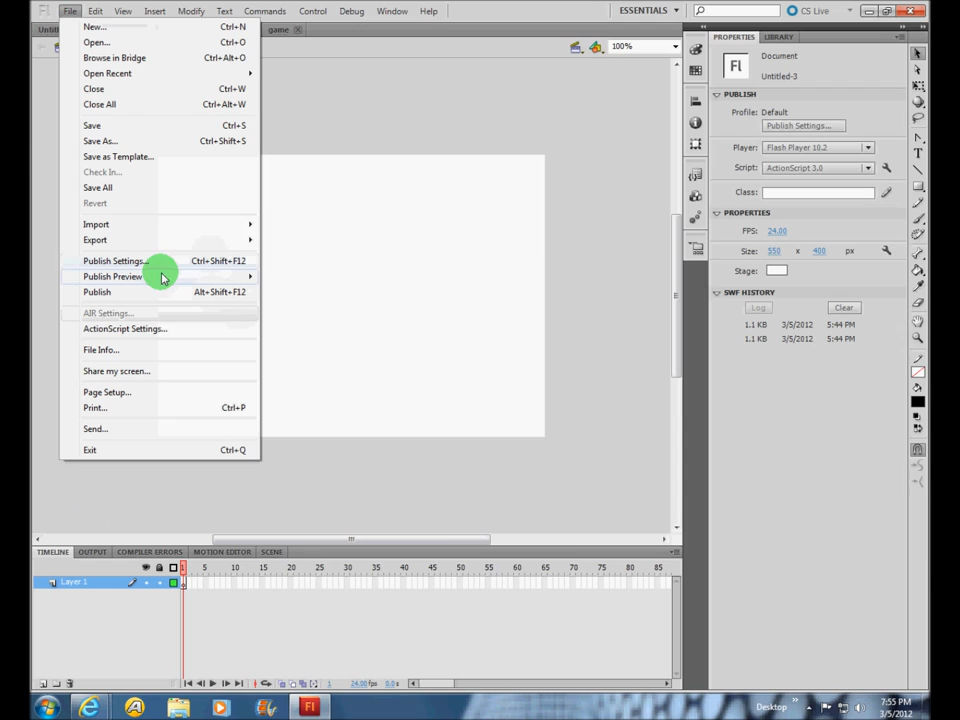 Fl File Edit View Insert Modify Text Commands Control Debug Window Help ESSENTIALS CS Live
game
100%
New... Ctrl+N
Open... Ctrl+O
Browse in Bridge Ctrl+Alt+O
Open Recent
Close Ctrl+W
Close All Ctrl+Alt+W
Save Ctrl+S
Save As... Ctrl+Shift+S
Save as Template...
Check In...
Save All
Revert
Import
Export
Publish Settings... Ctrl+Shift+F12
Publish Preview
Publish Alt+Shift+F12
AIR Settings...
ActionScript Settings...
File Info...
Share my screen...
Page Setup...
Print... Ctrl+P
Send...
Exit Ctrl+Q
PROPERTIES LIBRARY
Fl
Document
Untitled-3
PUBLISH
Profile: Default
Publish Settings...
Player: Flash Player 10.2
Script: ActionScript 3.0
Class:
PROPERTIES
FPS: 24.00
Size: 550 x 400 px
Stage:
SWF HISTORY
Log Clear
1.1 KB 3/5/2012 5:44 PM
1.1 KB 3/5/2012 5:44 PM
TIMELINE OUTPUT COMPILER ERRORS MOTION EDITOR SCENE
1 5 10 15 20 25 30 35 40 45 50 55 60 65 70 75 80 85
Layer 1
1 24.00fps 0.0s
Fl
Desktop
7:55 PM
3/5/2012